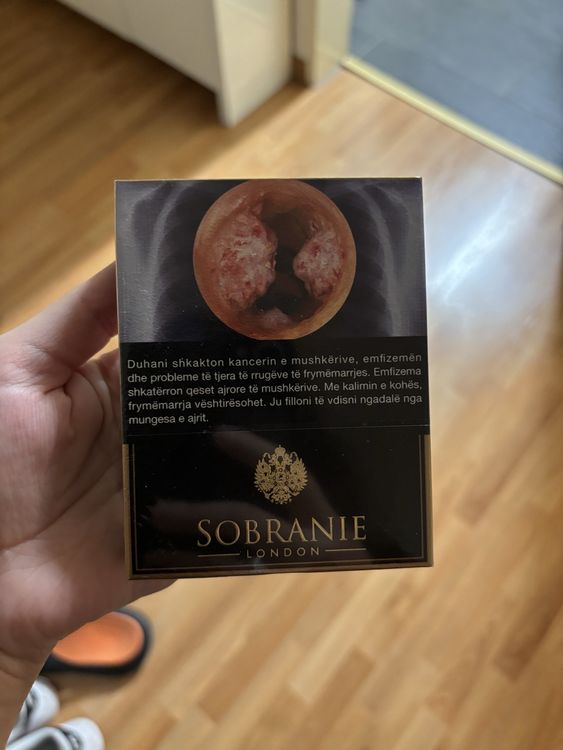 Duhani shkakton kancerin e mushkërive, emfizemën
dhe probleme të tjera të rrugëve të frymëmarrjes. Emfizema
shkatërron qeset ajrore të mushkërive. Me kalimin e kohës,
frymëmarrja vështirësohet. Ju filloni të vdisni ngadalë nga
mungesa e ajrit.
SOBRANIE
LONDON